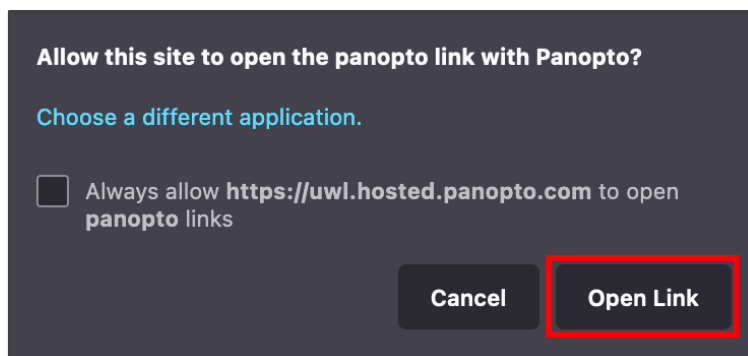 Allow this site to open the panopto link with Panopto?
Choose a different application.
Always allow https://uwl.hosted.panopto.com to open
panopto links
Cancel
Open Link